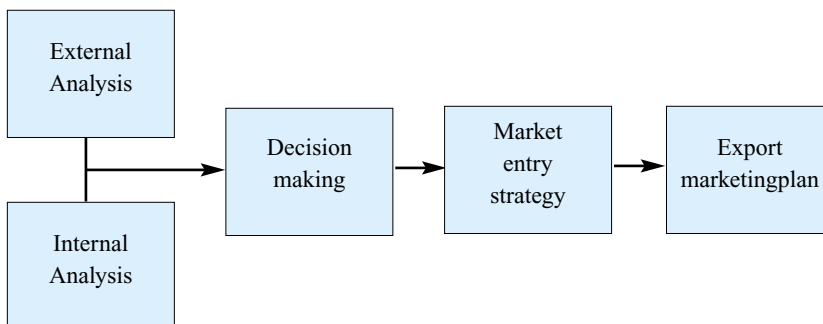 External
Analysis
Internal
Analysis
Decision
making
Market
entry
strategy
Export
marketingplan